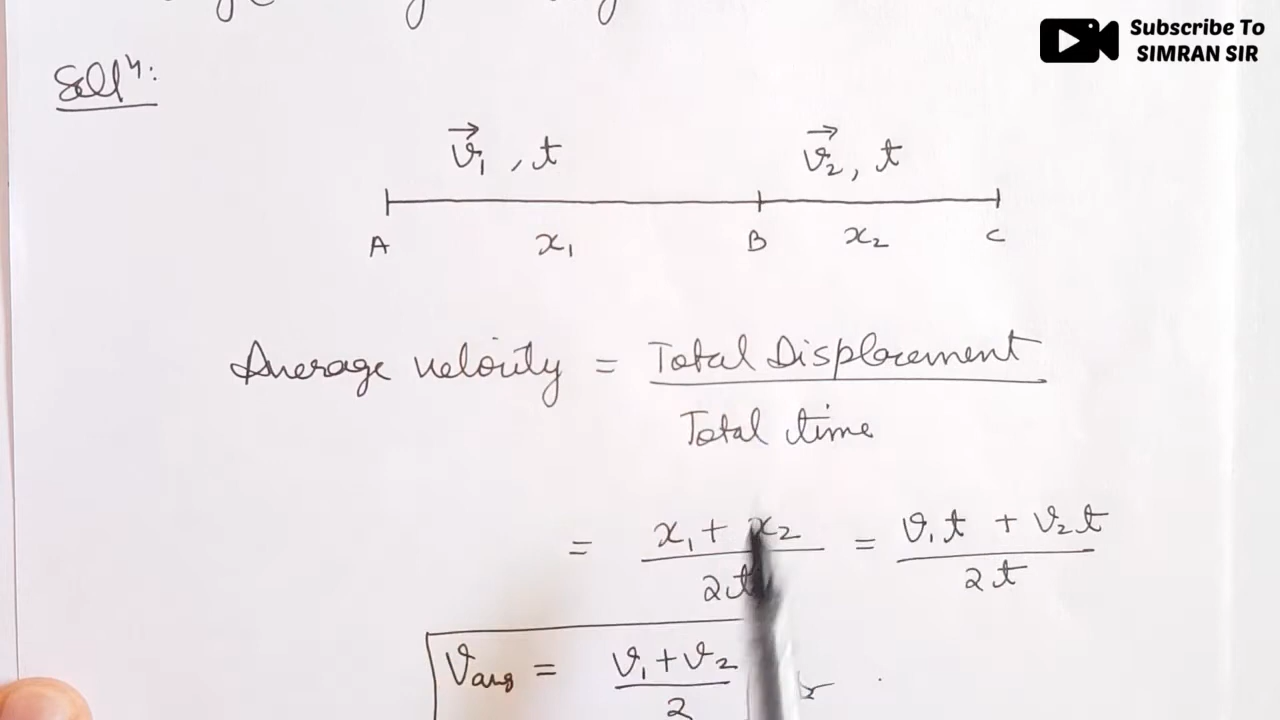 Subscribe To
SIMRAN SIR
Solⁿ:
v⃗₁, t v⃗₂, t
A x₁ B x₂ C
Average velocity = Total Displacement
Total time
= x₁ + x₂ / 2t = v₁t + v₂t / 2t
Vavg = v₁ + v₂ / 2